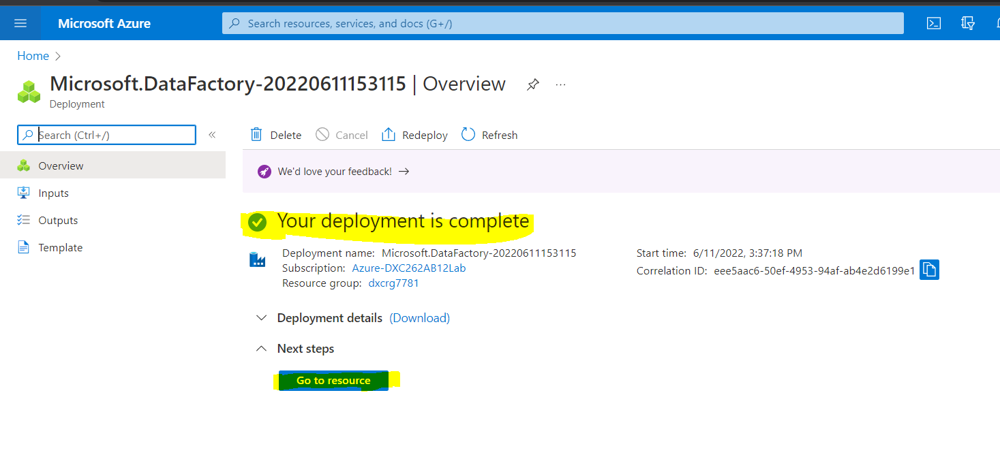 Microsoft Azure
Search resources, services, and docs (G+/)
Home
Microsoft.DataFactory-20220611153115 | Overview
Deployment
Search (Ctrl+/)
Delete
Cancel
Redeploy
Refresh
We'd love your feedback!
Overview
Inputs
Outputs
Template
Your deployment is complete
Deployment name: Microsoft.DataFactory-20220611153115
Subscription: Azure-DXC262AB12Lab
Resource group: dxcrg7781
Start time: 6/11/2022, 3:37:18 PM
Correlation ID: eee5aac6-50ef-4953-94af-ab4e2d6199e1
Deployment details (Download)
Next steps
Go to resource